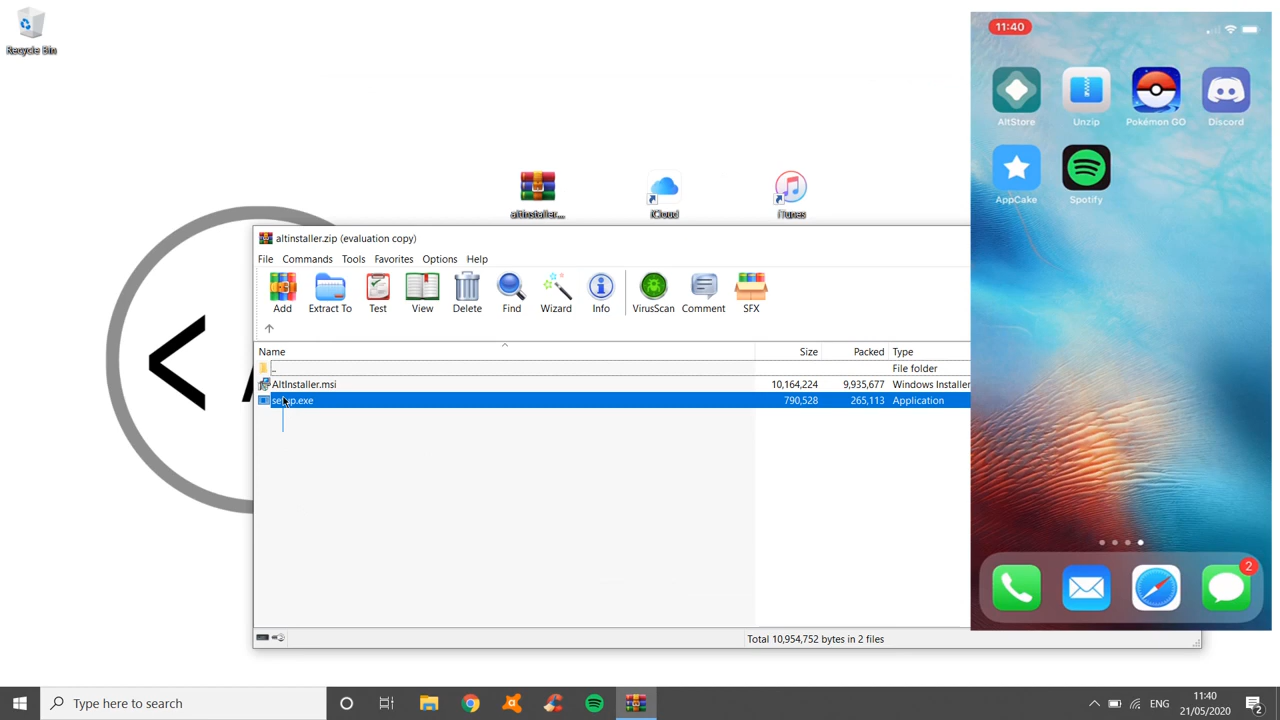 Recycle Bin
altinstaller...
iCloud
iTunes
altinstaller.zip (evaluation copy)
File Commands Tools Favorites Options Help
Add Extract To Test View Delete Find Wizard Info VirusScan Comment SFX
Name Size Packed Type
.. File folder
AltInstaller.msi 10,164,224 9,935,677 Windows Installer
setup.exe 790,528 265,113 Application
Total 10,954,752 bytes in 2 files
11:40
AltStore Unzip Pokémon GO Discord
AppCake Spotify
2
Type here to search
ENG
11:40
21/05/2020
2